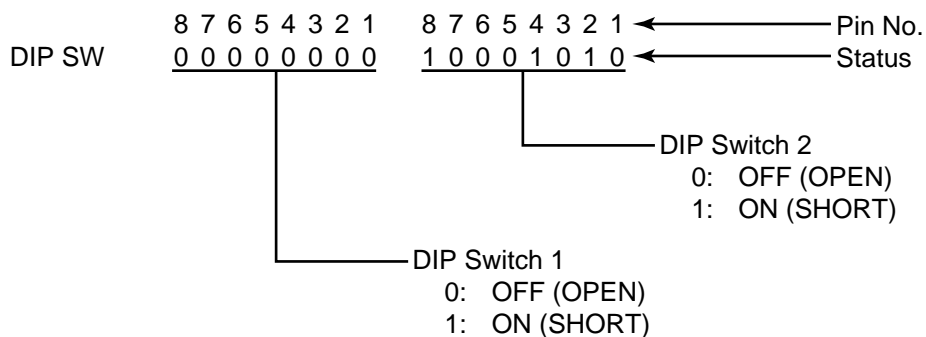 8 7 6 5 4 3 2 1 8 7 6 5 4 3 2 1 Pin No.
DIP SW 0 0 0 0 0 0 0 0 1 0 0 0 1 0 1 0 Status
DIP Switch 2
0: OFF (OPEN)
1: ON (SHORT)
DIP Switch 1
0: OFF (OPEN)
1: ON (SHORT)